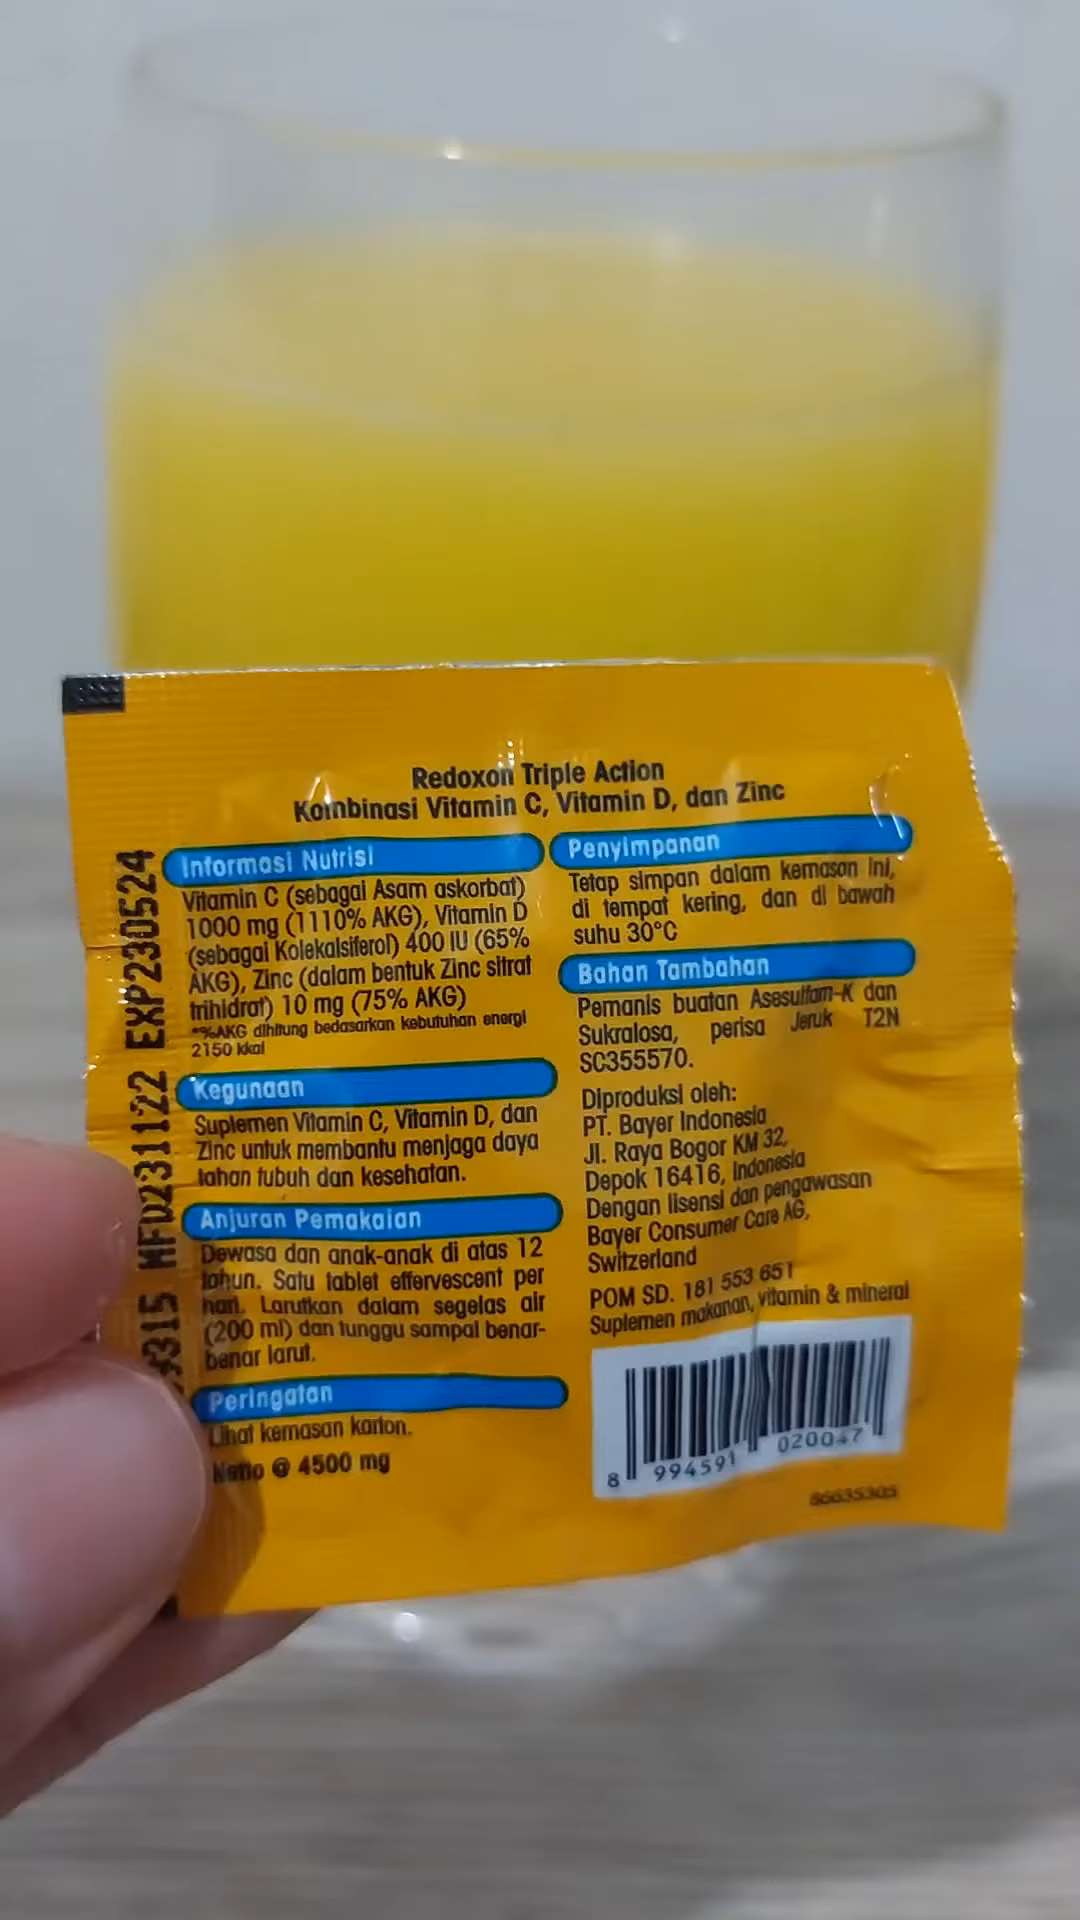 Redoxon Triple Action
Kombinasi Vitamin C, Vitamin D, dan Zinc
Informasi Nutrisi
Vitamin C (sebagai Asam askorbat)
1000 mg (1110% AKG), Vitamin D
(sebagai Kolekalsiferol) 400 IU (65%
AKG), Zinc (dalam bentuk Zinc sitrat
trihidrat) 10 mg (75% AKG)
*%AKG dihitung bedasarkan kebutuhan energi
2150 kkal
Kegunaan
Suplemen Vitamin C, Vitamin D, dan
Zinc untuk membantu menjaga daya
tahan tubuh dan kesehatan.
Anjuran Pemakaian
Dewasa dan anak-anak di atas 12
tahun. Satu tablet effervescent per
hari. Larutkan dalam segelas air
(200 ml) dan tunggu sampai benar-
benar larut.
Peringatan
Lihat kemasan karton.
Netto @ 4500 mg
Penyimpanan
Tetap simpan dalam kemasan ini,
di tempat kering, dan di bawah
suhu 30°C
Bahan Tambahan
Pemanis buatan Asesulfam-K dan
Sukralosa, perisa Jeruk T2N
SC355570.
Diproduksi oleh:
PT. Bayer Indonesia
Jl. Raya Bogor KM 32,
Depok 16416, Indonesia
Dengan lisensi dan pengawasan
Bayer Consumer Care AG,
Switzerland
POM SD. 181 553 651
Suplemen makanan, vitamin & mineral
8 994591 020047
86635305
MFD231122 EXP230524